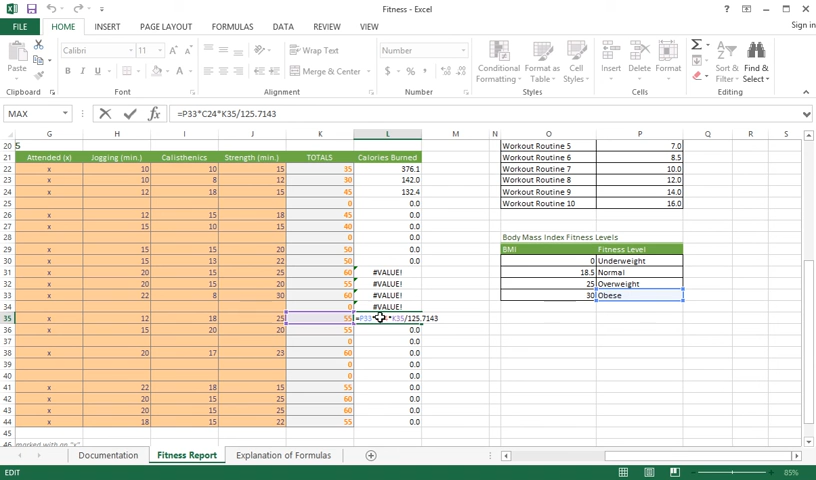 Fitness - Excel
Sign in
FILE HOME INSERT PAGE LAYOUT FORMULAS DATA REVIEW VIEW
Paste Calibri 11 Wrap Text Number Conditional Format as Cell Insert Delete Format Sort & Find &
B I U A Merge & Center $ % , Formatting Table Styles Filter Select
Clipboard Font Alignment Number Styles Cells Editing
MAX =P33*C24*K35/125.7143
G H I J K L M N O P Q R S
20 S Workout Routine 5 7.0
21 Attended (x) Jogging (min.) Calisthenics Strength (min.) TOTALS Calories Burned Workout Routine 6 8.5
22 x 10 10 15 35 376.1 Workout Routine 7 10.0
23 x 10 8 12 30 142.0 Workout Routine 8 12.0
24 x 12 18 15 45 132.4 Workout Routine 9 14.0
25 0 0.0 Workout Routine 10 16.0
26 x 12 15 18 45 0.0
27 x 15 10 15 40 0.0
28 0 0.0 Body Mass Index Fitness Levels
29 x 15 15 20 50 0.0 BMI Fitness Level
30 x 15 13 22 50 0.0 0 Underweight
31 x 20 15 25 60 #VALUE! 18.5 Normal
32 x 20 15 20 55 #VALUE! 25 Overweight
33 x 22 8 30 60 #VALUE! 30 Obese
34 0 #VALUE!
35 x 12 18 25 55 =P33* *K35/125.7143
36 x 15 20 20 55 0.0
37 0 0.0
38 x 20 17 23 60 0.0
39 0 0.0
40 0 0.0
41 x 22 18 15 55 0.0
42 x 20 15 25 60 0.0
43 x 20 15 25 60 0.0
44 x 18 15 22 55 0.0
45
46 marked with an "x"
Documentation Fitness Report Explanation of Formulas
EDIT 85%